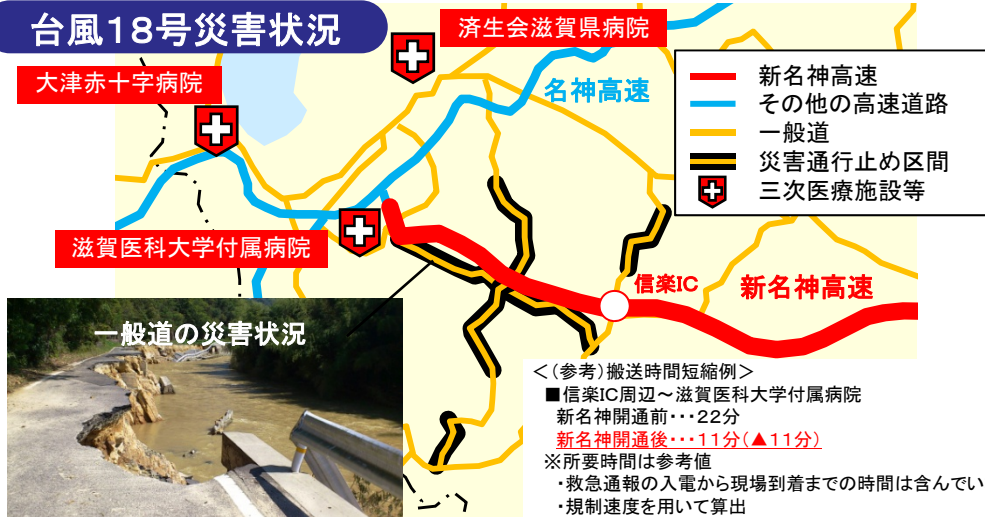 台風18号災害状況
済生会滋賀県病院
大津赤十字病院
名神高速
新名神高速
その他の高速道路
一般道
災害通行止め区間
三次医療施設等
滋賀医科大学付属病院
信楽IC
新名神高速
一般道の災害状況
＜(参考)搬送時間短縮例＞
■信楽IC周辺～滋賀医科大学付属病院
新名神開通前･･･22分
新名神開通後･･･11分(▲11分)
※所要時間は参考値
・救急通報の入電から現場到着までの時間は含んでい
・規制速度を用いて算出